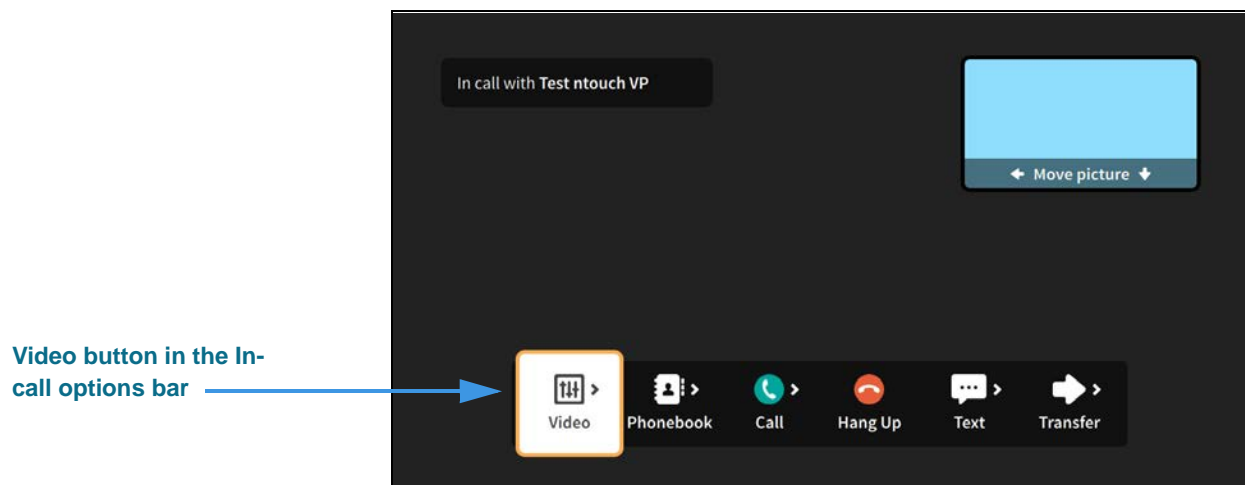 In call with Test ntouch VP
Move picture
Video button in the In-
call options bar
Video Phonebook Call Hang Up Text Transfer